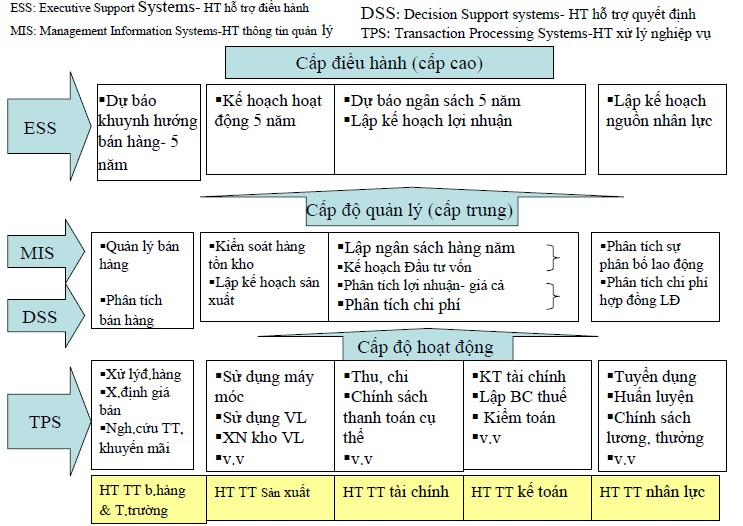 ESS: Executive Support Systems- HT hỗ trợ điều hành
DSS: Decision Support systems- HT hỗ trợ quyết định
MIS: Management Information Systems-HT thông tin quản lý
TPS: Transaction Processing Systems-HT xử lý nghiệp vụ
Cấp điều hành (cấp cao)
ESS
▪Dự báo
khuynh hướng
bán hàng- 5
năm
▪Kế hoạch hoạt
động 5 năm
▪Dự báo ngân sách 5 năm
▪Lập kế hoạch lợi nhuận
▪Lập kế hoạch
nguồn nhân lực
Cấp độ quản lý (cấp trung)
MIS
DSS
▪Quản lý bán
hàng
▪Phân tích
bán hàng
▪Kiển soát hàng
tồn kho
▪Lập kế hoạch sản
xuất
▪Lập ngân sách hàng năm
▪Kế hoạch Đầu tư vốn
▪Phân tích lợi nhuận- giá cả
▪Phân tích chi phí
▪Phân tích sự
phân bố lao động
▪Phân tích chi phí
hợp đồng LĐ
Cấp độ hoạt động
TPS
▪Xử lýđ,hàng
▪X,định giá
bán
▪Ngh,cứu TT,
khuyến mãi
▪Sử dụng máy
móc
▪Sử dụng VL
▪XN kho VL
▪v,v
▪Thu, chi
▪Chính sách
thanh toán cụ
thể
▪v,v
▪KT tài chính
▪Lập BC thuế
▪ Kiểm toán
▪v,v
▪Tuyển dụng
▪Huấn luyện
▪Chính sách
lương, thưởng
▪v,v
HT TT b,hàng
& T,trường
HT TT Sản xuất
HT TT tài chính
HT TT kế toán
HT TT nhân lực